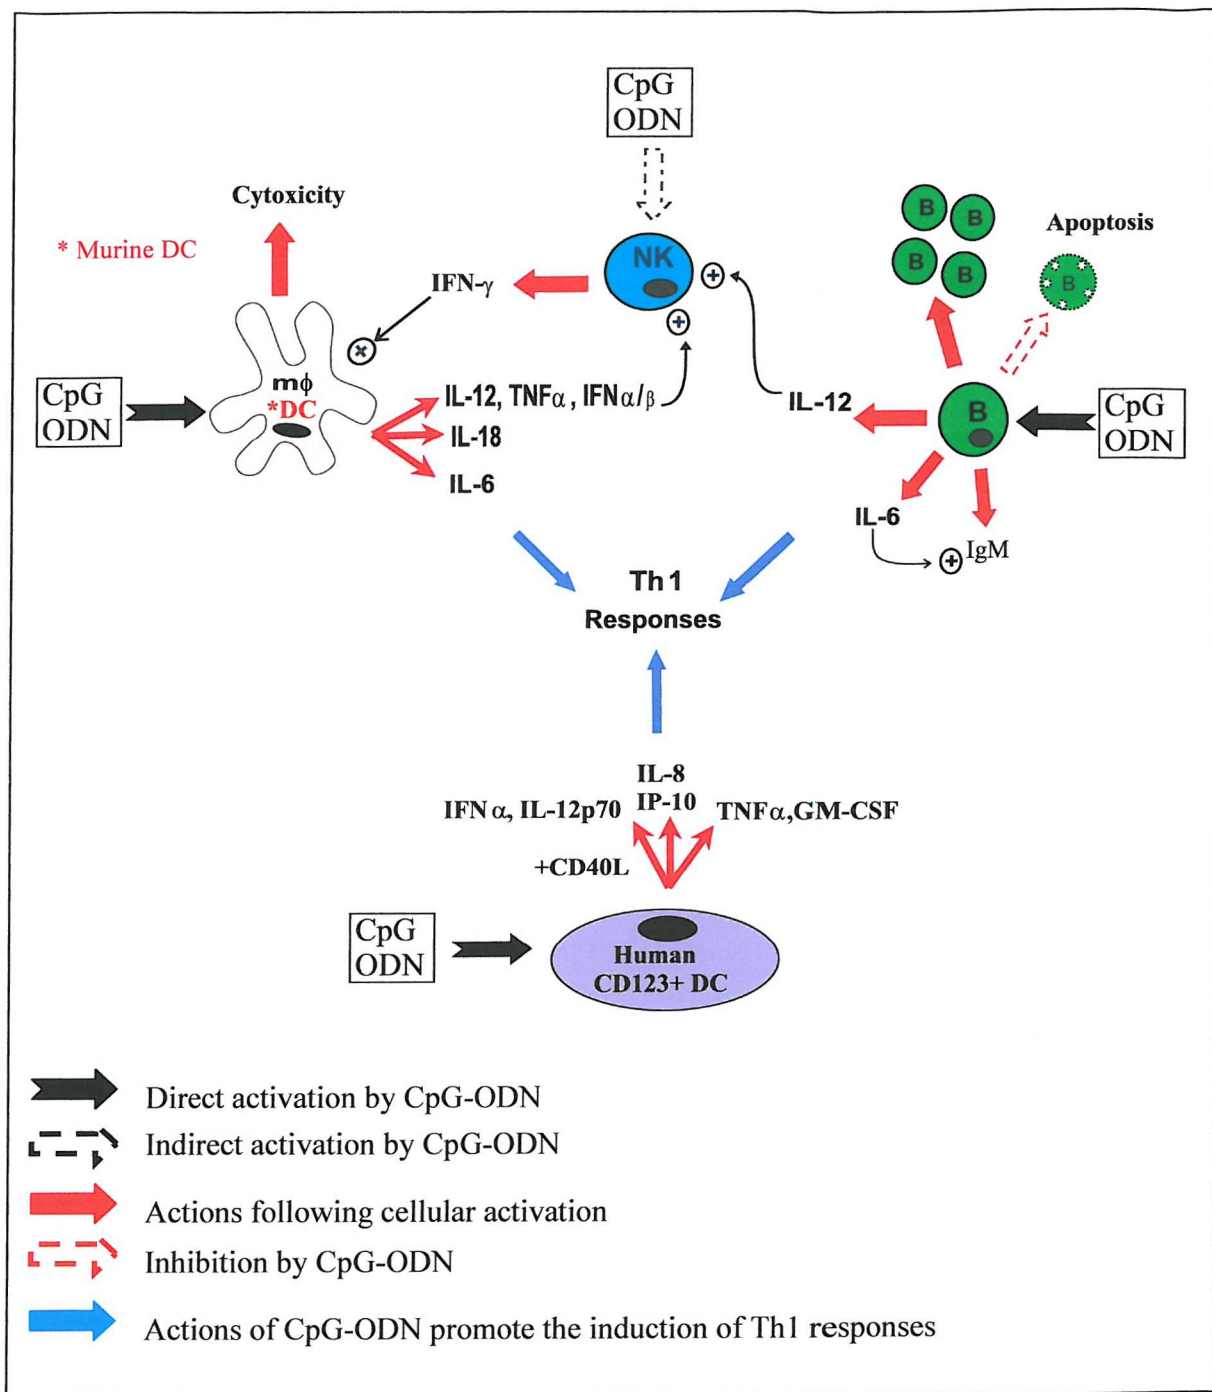 CpG
ODN
Cytoxicity
* Murine DC
Apoptosis
B
B
B
B
B
NK
+
+
IFN-γ
×
CpG
ODN
mϕ
*DC
IL-12, TNFα , IFNα/β
IL-18
IL-6
IL-12
B
CpG
ODN
IL-6
+
IgM
Th1
Responses
IL-8
IP-10
IFNα, IL-12p70
TNFα,GM-CSF
+CD40L
CpG
ODN
Human
CD123+ DC
Direct activation by CpG-ODN
Indirect activation by CpG-ODN
Actions following cellular activation
Inhibition by CpG-ODN
Actions of CpG-ODN promote the induction of Th1 responses